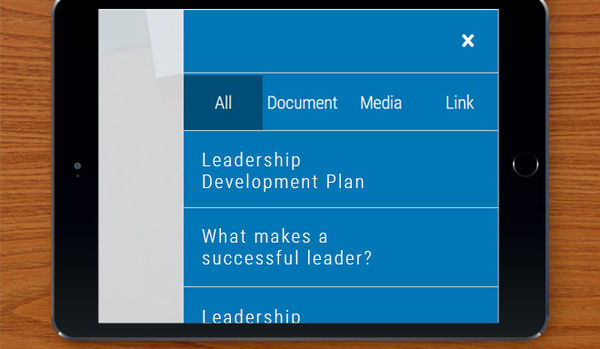 All Document Media Link
Leadership
Development Plan
What makes a
successful leader?
Leadership